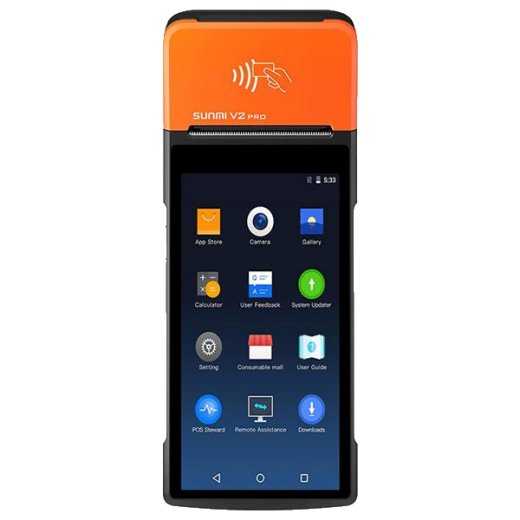 SUNMI V2 PRO
5:33
App Store
Camera
Gallery
Calculator
User Feedback
System Updater
Setting
Consumable mall
User Guide
POS Steward
Remote Assistance
Downloads